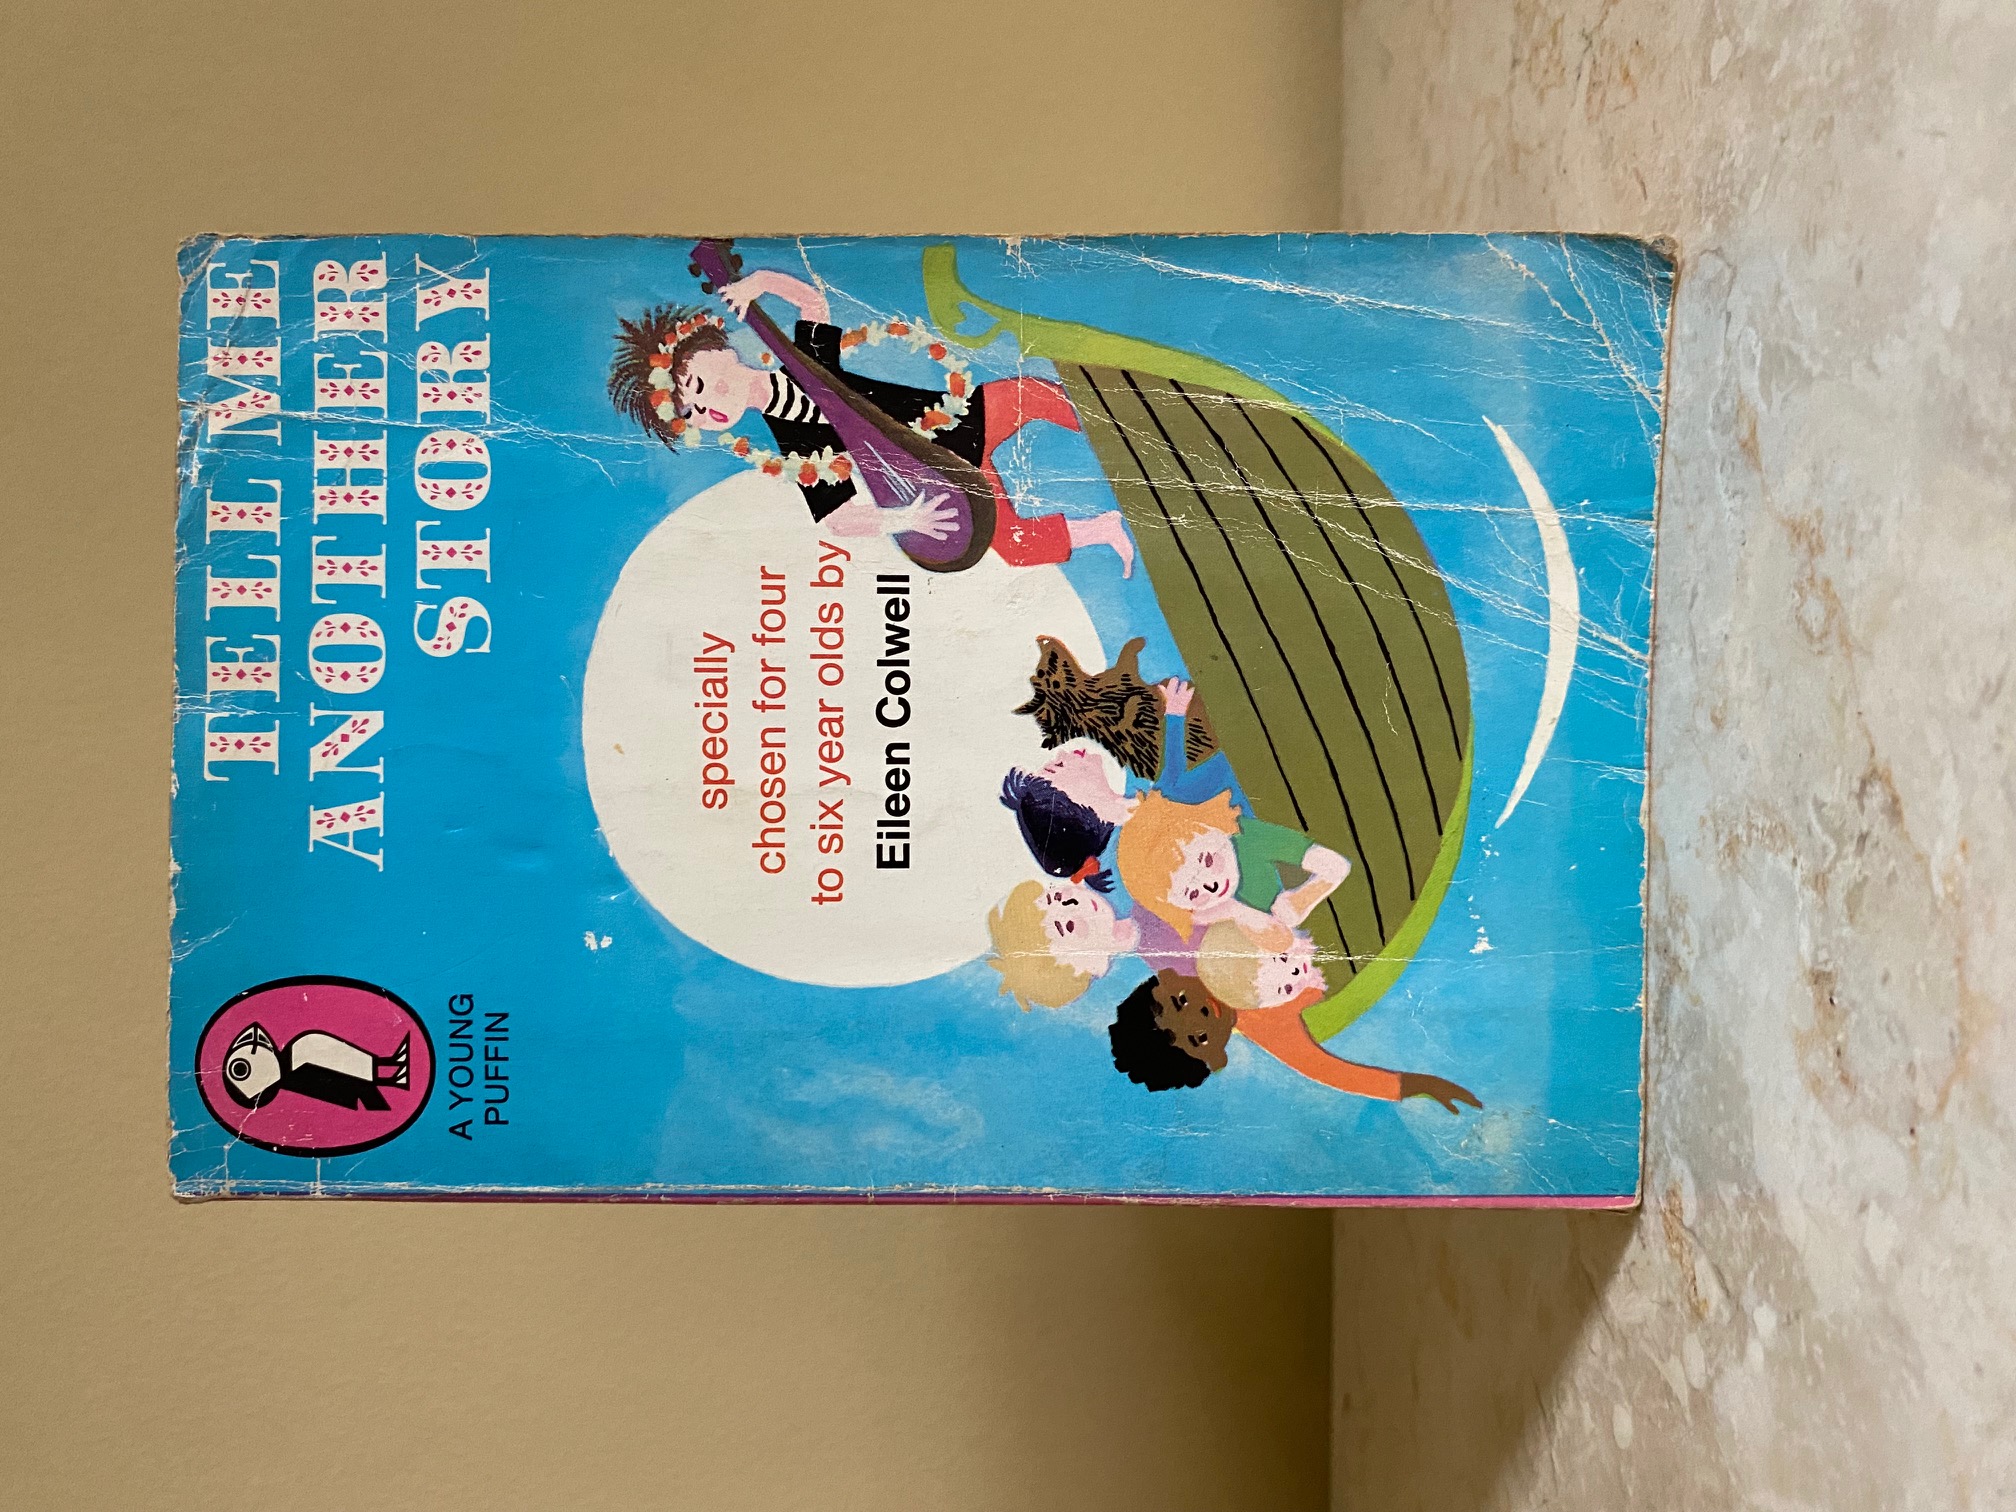 TELL ME
ANOTHER
STORY
A YOUNG
PUFFIN
specially
chosen for four
to six year olds by
Eileen Colwell